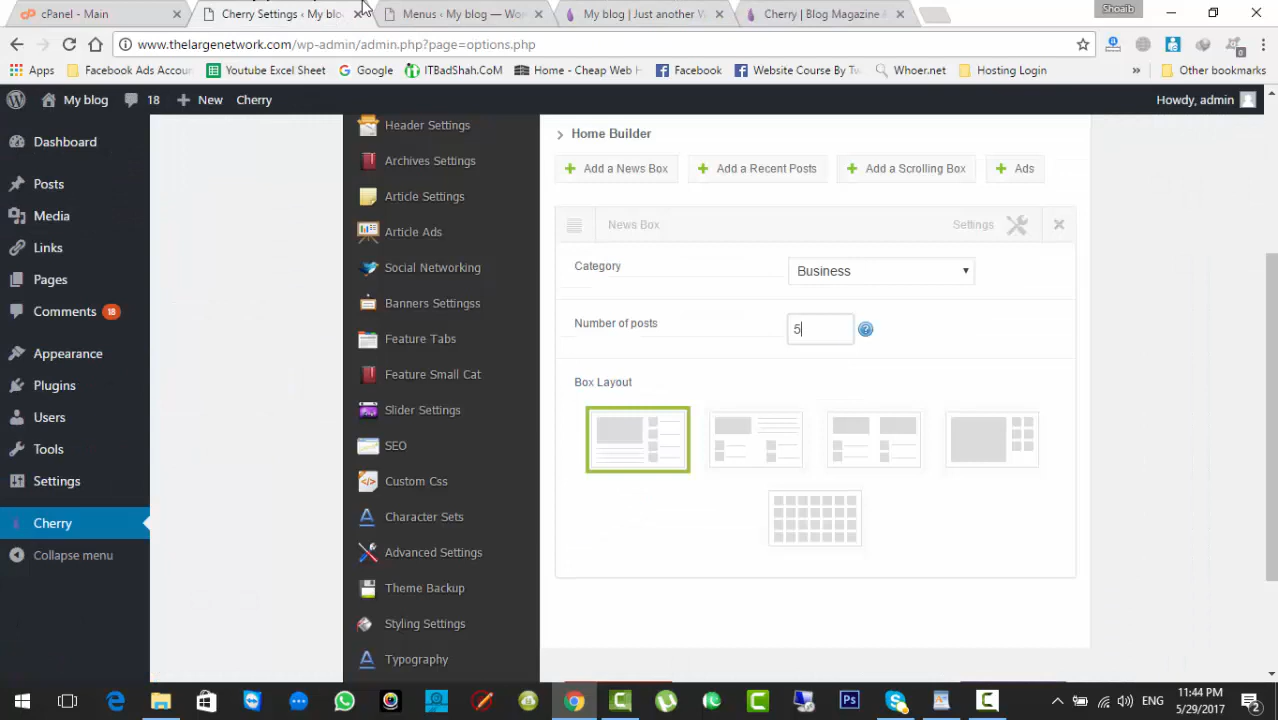 cPanel - Main
Cherry Settings ‹ My blo
Menus ‹ My blog — Wor
My blog | Just another W
Cherry | Blog Magazine &
Shoaib
www.thelargenetwork.com/wp-admin/admin.php?page=options.php
Apps
Facebook Ads Accoun
Youtube Excel Sheet
Google
ITBadShah.CoM
Home - Cheap Web H
Facebook
Website Course By Tw
Whoer.net
Hosting Login
»
Other bookmarks
My blog
18
New
Cherry
Howdy, admin
Dashboard
Posts
Media
Links
Pages
Comments 18
Appearance
Plugins
Users
Tools
Settings
Cherry
Collapse menu
Header Settings
Archives Settings
Article Settings
Article Ads
Social Networking
Banners Settingss
Feature Tabs
Feature Small Cat
Slider Settings
SEO
Custom Css
Character Sets
Advanced Settings
Theme Backup
Styling Settings
Typography
Home Builder
Add a News Box
Add a Recent Posts
Add a Scrolling Box
Ads
News Box
Settings
Category
Business
Number of posts
5
Box Layout
ENG
11:44 PM
5/29/2017
2